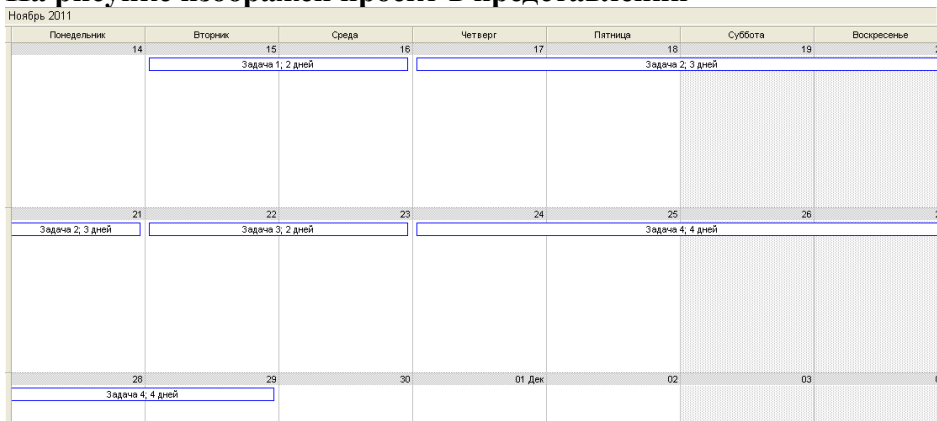 На рисунке изображен проект в представлении
Ноябрь 2011
Понедельник Вторник Среда Четверг Пятница Суббота Воскресенье
14 15 16 17 18 19
Задача 1; 2 дней Задача 2; 3 дней
21 22 23 24 25 26
Задача 2; 3 дней Задача 3; 2 дней Задача 4; 4 дней
28 29 30 01 Дек 02 03
Задача 4; 4 дней